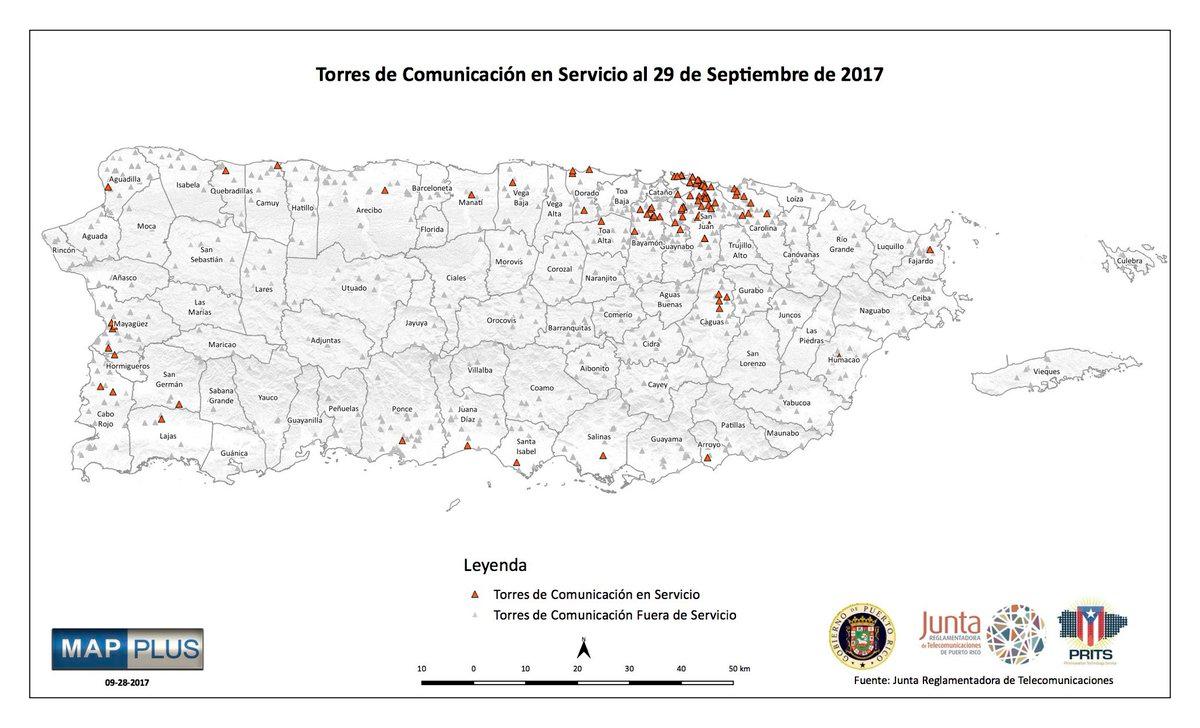 Torres de Comunicación en Servicio al 29 de Septiembre de 2017
Aguadilla
Isabela
Quebradillas
Camuy
Hatillo
Arecibo
Barceloneta
Manatí
Vega
Baja
Vega
Alta
Dorado
Toa
Baja
Cataño
San
Juan
Loíza
Carolina
Moca
Florida
Toa
Alta
Bayamón
Guaynabo
Trujillo
Alto
Canóvanas
Río
Grande
Luquillo
Fajardo
Culebra
Rincón
Aguada
San
Sebastián
Añasco
Lares
Utuado
Ciales
Morovis
Corozal
Naranjito
Aguas
Buenas
Gurabo
Ceiba
Naguabo
Las
Marías
Mayagüez
Maricao
Adjuntas
Jayuya
Orocovis
Barranquitas
Comerío
Cidra
Caguas
Juncos
Las
Piedras
Humacao
Hormigueros
San
Germán
Sabana
Grande
Yauco
Villalba
Coamo
Aibonito
Cayey
San
Lorenzo
Vieques
Cabo
Rojo
Lajas
Guánica
Guayanilla
Peñuelas
Ponce
Juana
Díaz
Santa
Isabel
Salinas
Guayama
Arroyo
Patillas
Yabucoa
Maunabo
Leyenda
Torres de Comunicación en Servicio
Torres de Comunicación Fuera de Servicio
N
10 0 10 20 30 40 50 km
MAP PLUS
09-28-2017
GOBIERNO DE PUERTO RICO
Junta
REGLAMENTADORA
de Telecomunicaciones
DE PUERTO RICO
PRITS
Fuente: Junta Reglamentadora de Telecomunicaciones